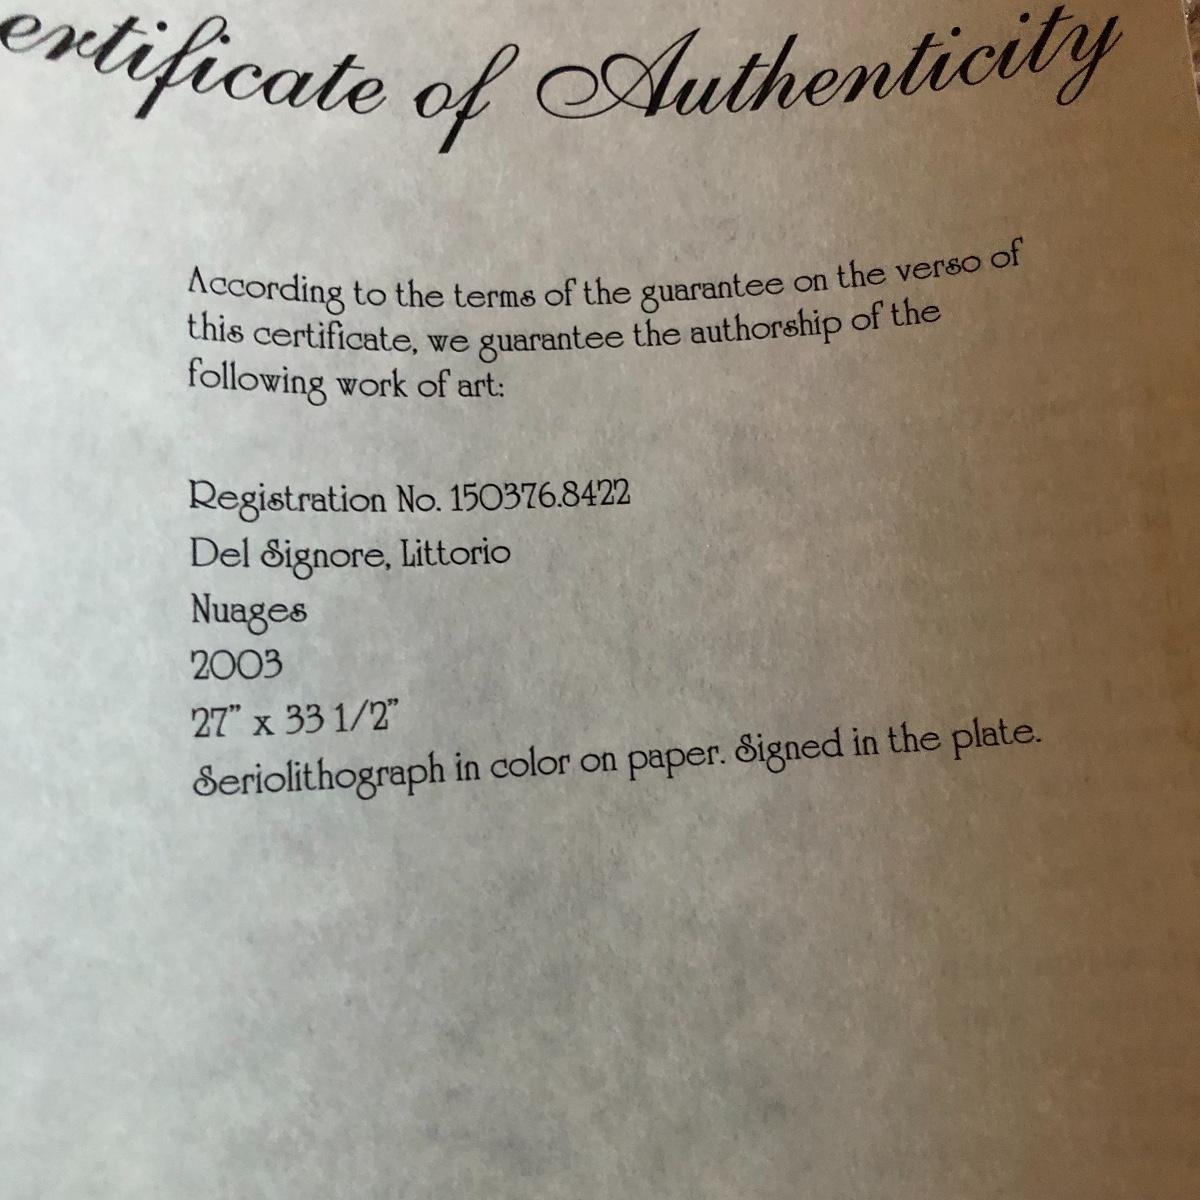 ertificate of Authenticity
According to the terms of the guarantee on the verso of
this certificate, we guarantee the authorship of the
following work of art:
Registration No. 150376.8422
Del Signore, Littorio
Nuages
2003
27" x 33 1/2"
Seriolithograph in color on paper. Signed in the plate.